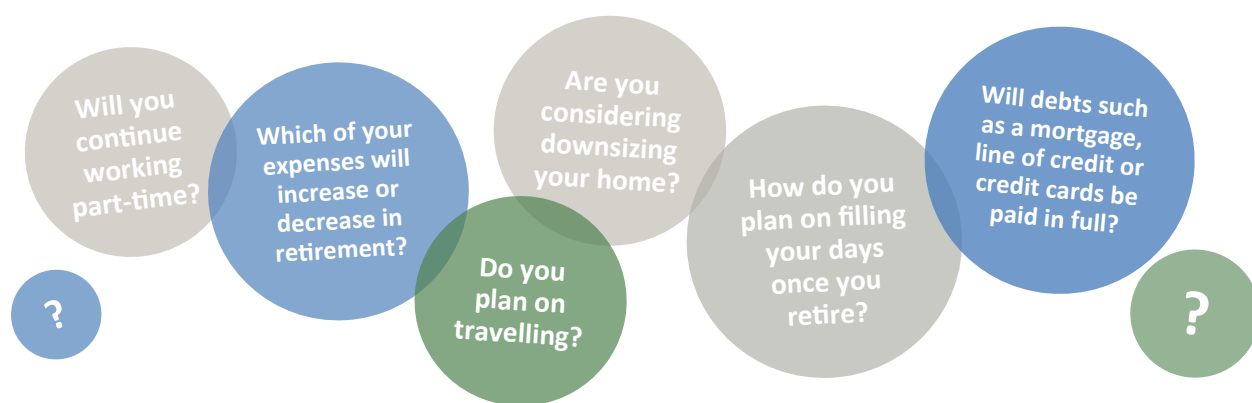 Will you
continue
working
part-time?
Which of your
expenses will
increase or
decrease in
retirement?
Are you
considering
downsizing
your home?
Do you
plan on
travelling?
How do you
plan on filling
your days
once you
retire?
Will debts such
as a mortgage,
line of credit or
credit cards be
paid in full?
?
?